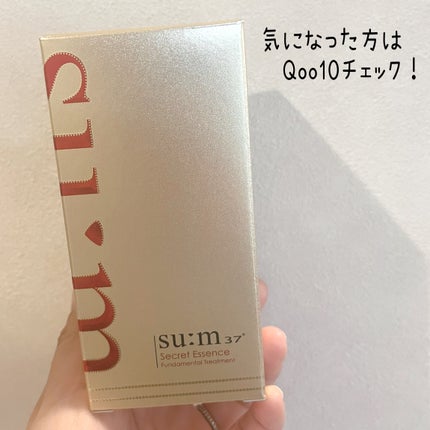 気になった方は
Qoo10チェック！
su:m
su:m37°
Secret Essence
Fundamental Treatment